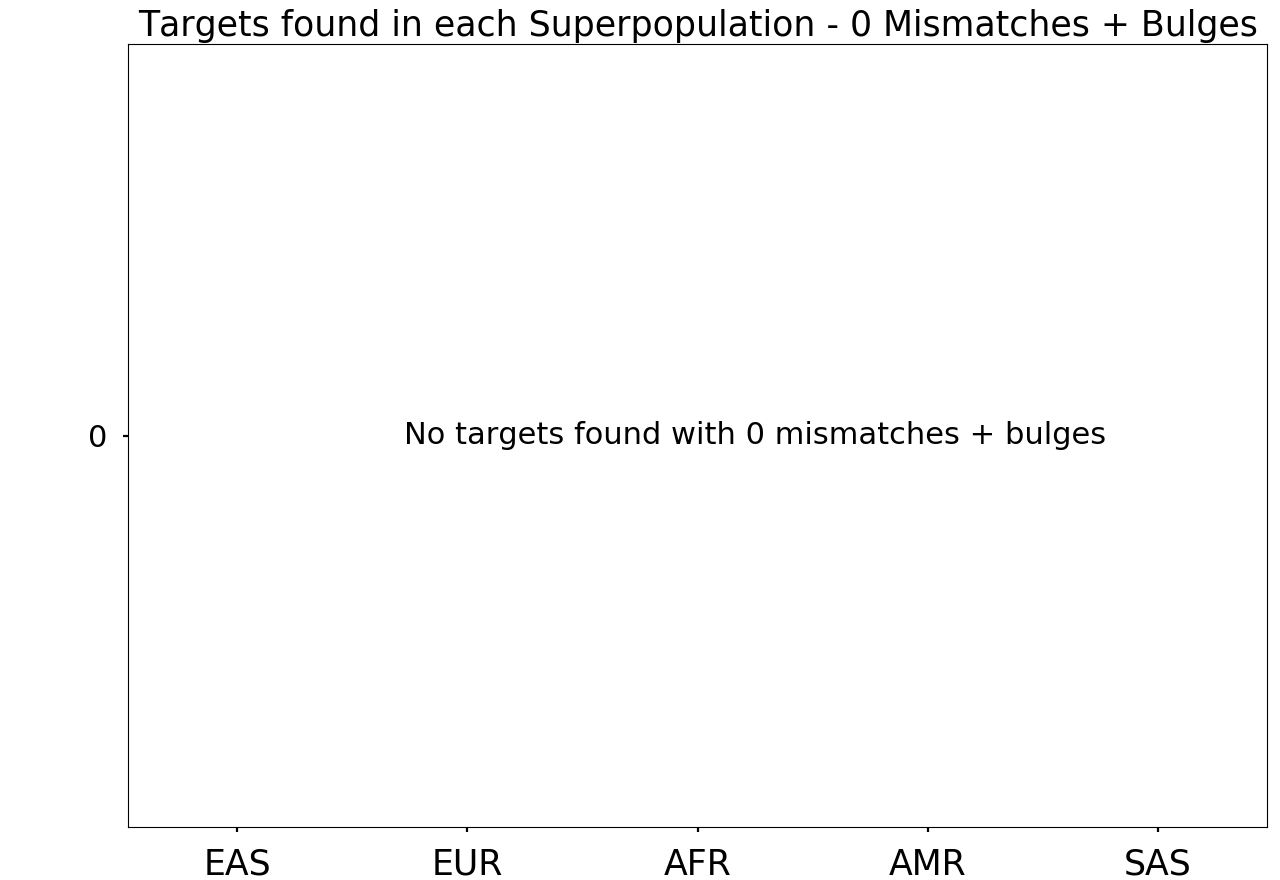 Targets found in each Superpopulation - 0 Mismatches + Bulges
No targets found with 0 mismatches + bulges
0
EAS EUR AFR AMR SAS